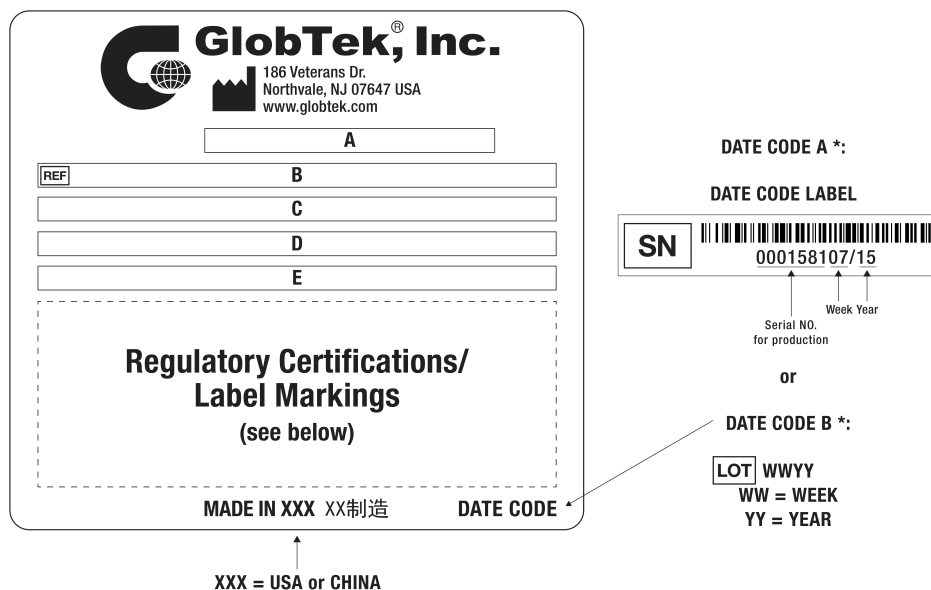 GlobTek,® Inc.
186 Veterans Dr.
Northvale, NJ 07647 USA
www.globtek.com
A
REF B
C
D
E
Regulatory Certifications/
Label Markings
(see below)
MADE IN XXX XX制造 DATE CODE
XXX = USA or CHINA
DATE CODE A *:
DATE CODE LABEL
SN
00015810 7/15
Week Year
Serial NO.
for production
or
DATE CODE B *:
LOT WWYY
WW = WEEK
YY = YEAR